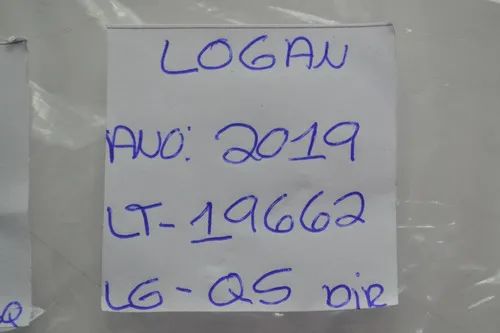 LOGAN
ANO: 2019
LT-19662
LG-QS DIR